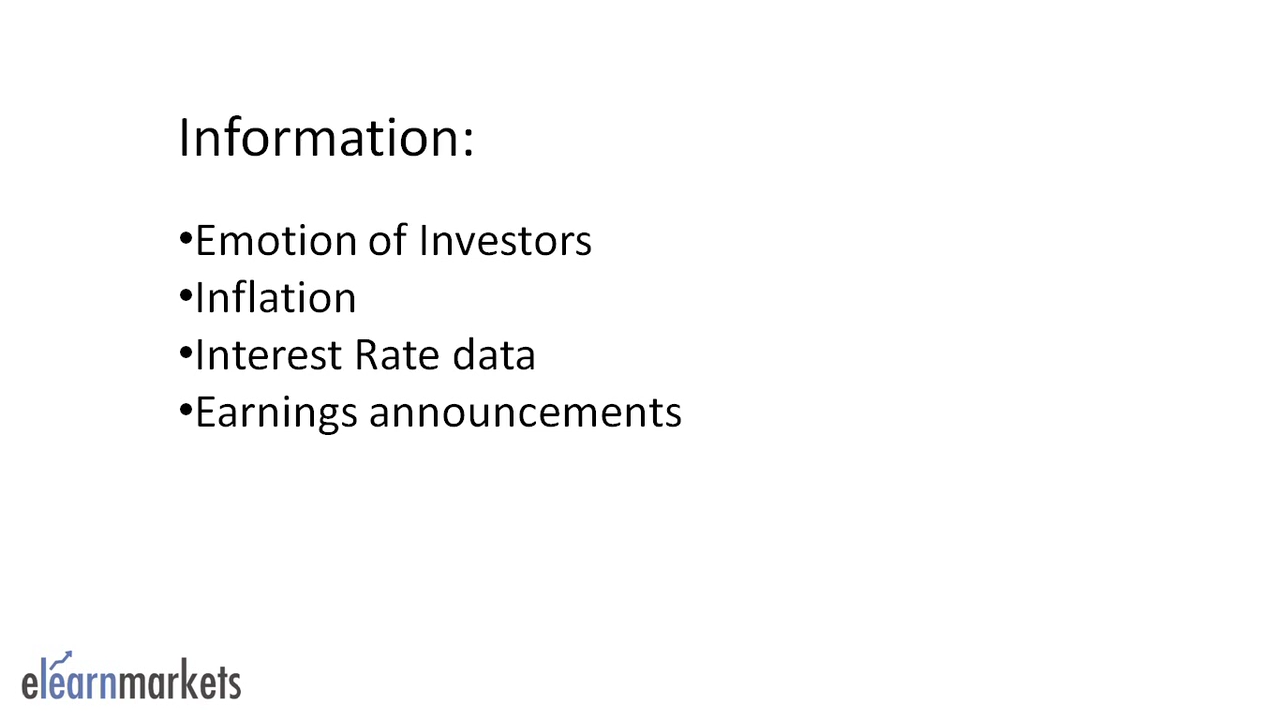 Information:
•Emotion of Investors
•Inflation
•Interest Rate data
•Earnings announcements
elearnmarkets